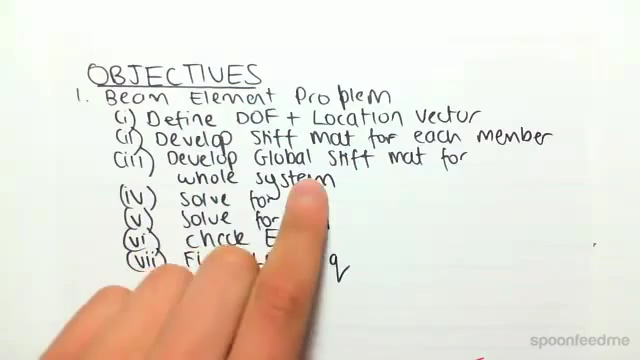 OBJECTIVES
1. Beam Element Problem
(i) Define DOF + Location Vector
(ii) Develop Stiff mat for each member
(iii) Develop Global Stiff mat for
whole system
(iv) Solve for
(v) Solve for
(vi) Check
(vii)
q
spoonfeedme